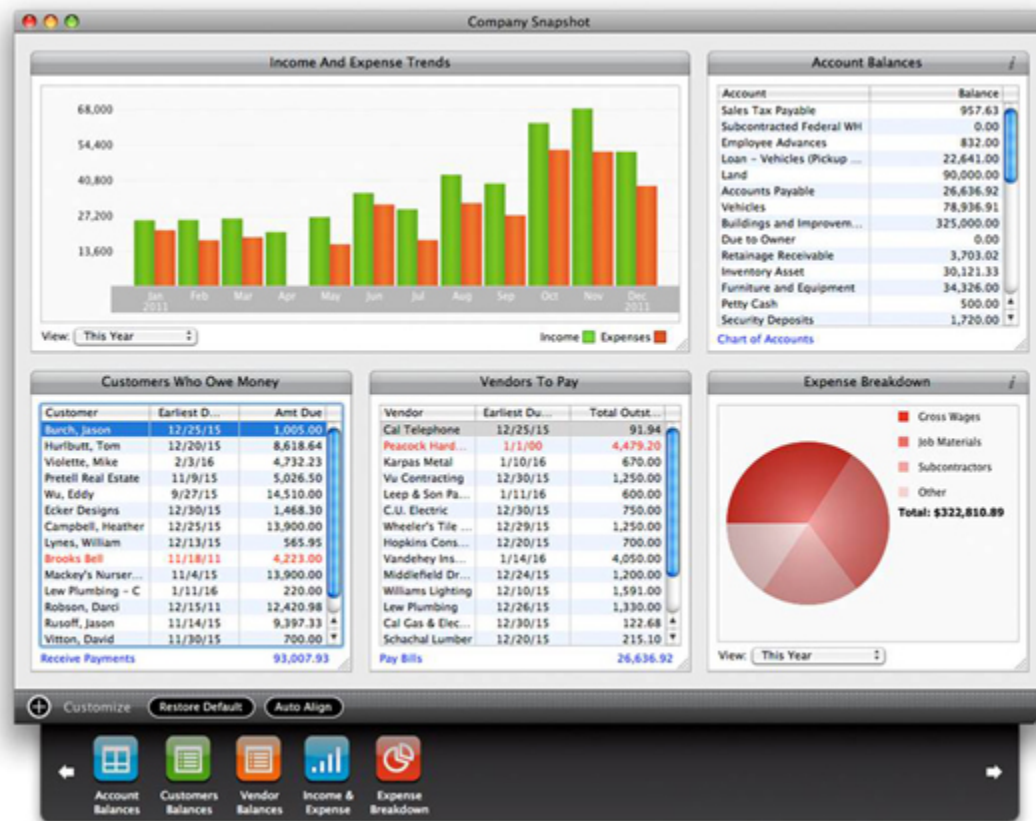 Company Snapshot
Income And Expense Trends
68,000
54,400
40,800
27,200
13,600
Jan Feb Mar Apr May Jun Jul Aug Sep Oct Nov Dec
2011 2011
View: This Year
Income Expenses
Account Balances i
Account Balance
Sales Tax Payable 957.63
Subcontracted Federal WH 0.00
Employee Advances 832.00
Loan - Vehicles (Pickup ... 22,641.00
Land 90,000.00
Accounts Payable 26,636.92
Vehicles 78,936.91
Buildings and Improvem... 325,000.00
Due to Owner 0.00
Retainage Receivable 3,703.02
Inventory Asset 30,121.33
Furniture and Equipment 34,326.00
Petty Cash 500.00
Security Deposits 1,720.00
Chart of Accounts
Customers Who Owe Money
Customer Earliest D... Amt Due
Burch, Jason 12/25/15 1,005.00
Hurlbutt, Tom 12/20/15 8,618.64
Violette, Mike 2/3/16 4,732.23
Pretell Real Estate 11/9/15 5,026.50
Wu, Eddy 9/27/15 14,510.00
Ecker Designs 12/30/15 1,468.30
Campbell, Heather 12/25/15 13,900.00
Lynes, William 12/13/15 565.95
Brooks Bell 11/18/11 4,223.00
Mackey's Nurser... 11/4/15 13,900.00
Lew Plumbing - C 1/11/16 220.00
Robson, Darci 12/15/11 12,420.98
Rusoff, Jason 11/14/15 9,397.33
Vitton, David 11/30/15 700.00
Receive Payments 93,007.93
Vendors To Pay
Vendor Earliest Du... Total Outst...
Cal Telephone 12/25/15 91.94
Peacock Hard... 1/1/00 4,479.20
Karpas Metal 1/10/16 670.00
Vu Contracting 12/30/15 1,250.00
Leep & Son Pa... 1/11/16 600.00
C.U. Electric 12/30/15 750.00
Wheeler's Tile ... 12/29/15 1,250.00
Hopkins Cons... 12/20/15 700.00
Vandehey Ins... 1/14/16 4,050.00
Middlefield Dr... 12/24/15 1,200.00
Williams Lighting 12/10/15 1,591.00
Lew Plumbing 12/26/15 1,330.00
Cal Gas & Elec... 12/30/15 122.68
Schachal Lumber 12/20/15 215.10
Pay Bills 26,636.92
Expense Breakdown i
Gross Wages
Job Materials
Subcontractors
Other
Total: $322,810.89
View: This Year
Customize Restore Default Auto Align
Account Balances
Customers Balances
Vendor Balances
Income & Expense
Expense Breakdown